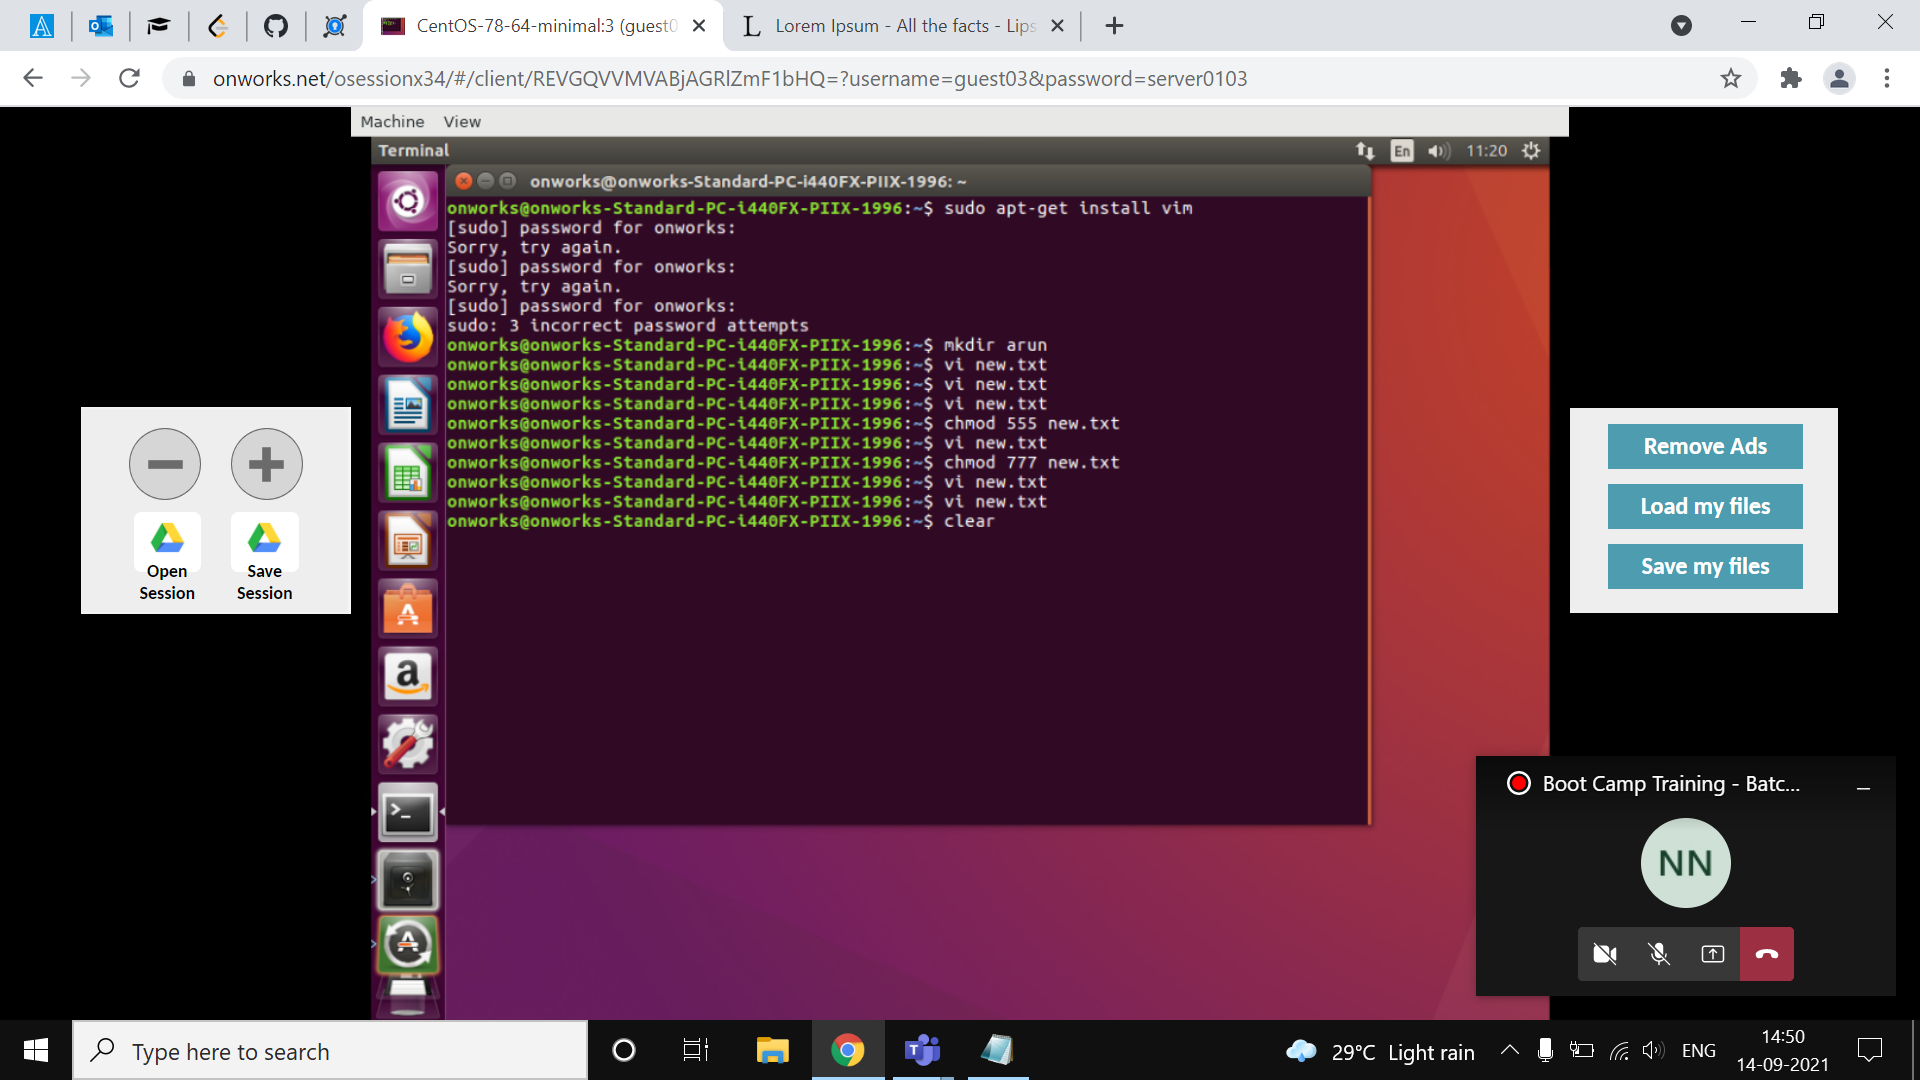 CentOS-78-64-minimal:3 (guest0
Lorem Ipsum - All the facts - Lips
onworks.net/osessionx34/#/client/REVGQVVMVABjAGRlZmF1bHQ=?username=guest03&password=server0103
Machine View
Terminal
En
11:20
onworks@onworks-Standard-PC-i440FX-PIIX-1996: ~
onworks@onworks-Standard-PC-i440FX-PIIX-1996:~$ sudo apt-get install vim
[sudo] password for onworks:
Sorry, try again.
[sudo] password for onworks:
Sorry, try again.
[sudo] password for onworks:
sudo: 3 incorrect password attempts
onworks@onworks-Standard-PC-i440FX-PIIX-1996:~$ mkdir arun
onworks@onworks-Standard-PC-i440FX-PIIX-1996:~$ vi new.txt
onworks@onworks-Standard-PC-i440FX-PIIX-1996:~$ vi new.txt
onworks@onworks-Standard-PC-i440FX-PIIX-1996:~$ vi new.txt
onworks@onworks-Standard-PC-i440FX-PIIX-1996:~$ chmod 555 new.txt
onworks@onworks-Standard-PC-i440FX-PIIX-1996:~$ vi new.txt
onworks@onworks-Standard-PC-i440FX-PIIX-1996:~$ chmod 777 new.txt
onworks@onworks-Standard-PC-i440FX-PIIX-1996:~$ vi new.txt
onworks@onworks-Standard-PC-i440FX-PIIX-1996:~$ vi new.txt
onworks@onworks-Standard-PC-i440FX-PIIX-1996:~$ clear
Open Session
Save Session
Remove Ads
Load my files
Save my files
Boot Camp Training - Batc...
NN
Type here to search
29°C Light rain
ENG
14:50
14-09-2021